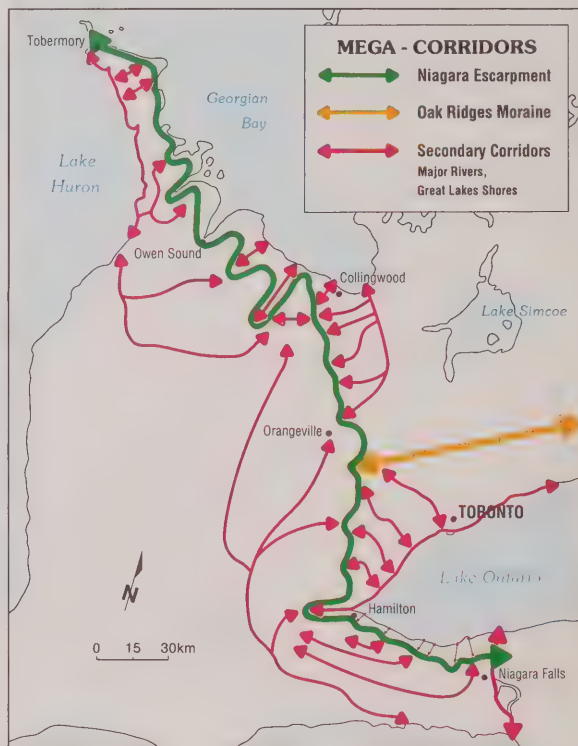 Tobermory
MEGA - CORRIDORS
Niagara Escarpment
Oak Ridges Moraine
Secondary Corridors
Major Rivers,
Great Lakes Shores
Georgian
Bay
Lake
Huron
Owen Sound
Collingwood
Lake Simcoe
Orangeville
TORONTO
Lake Ontario
N
Hamilton
0 15 30km
Niagara Falls